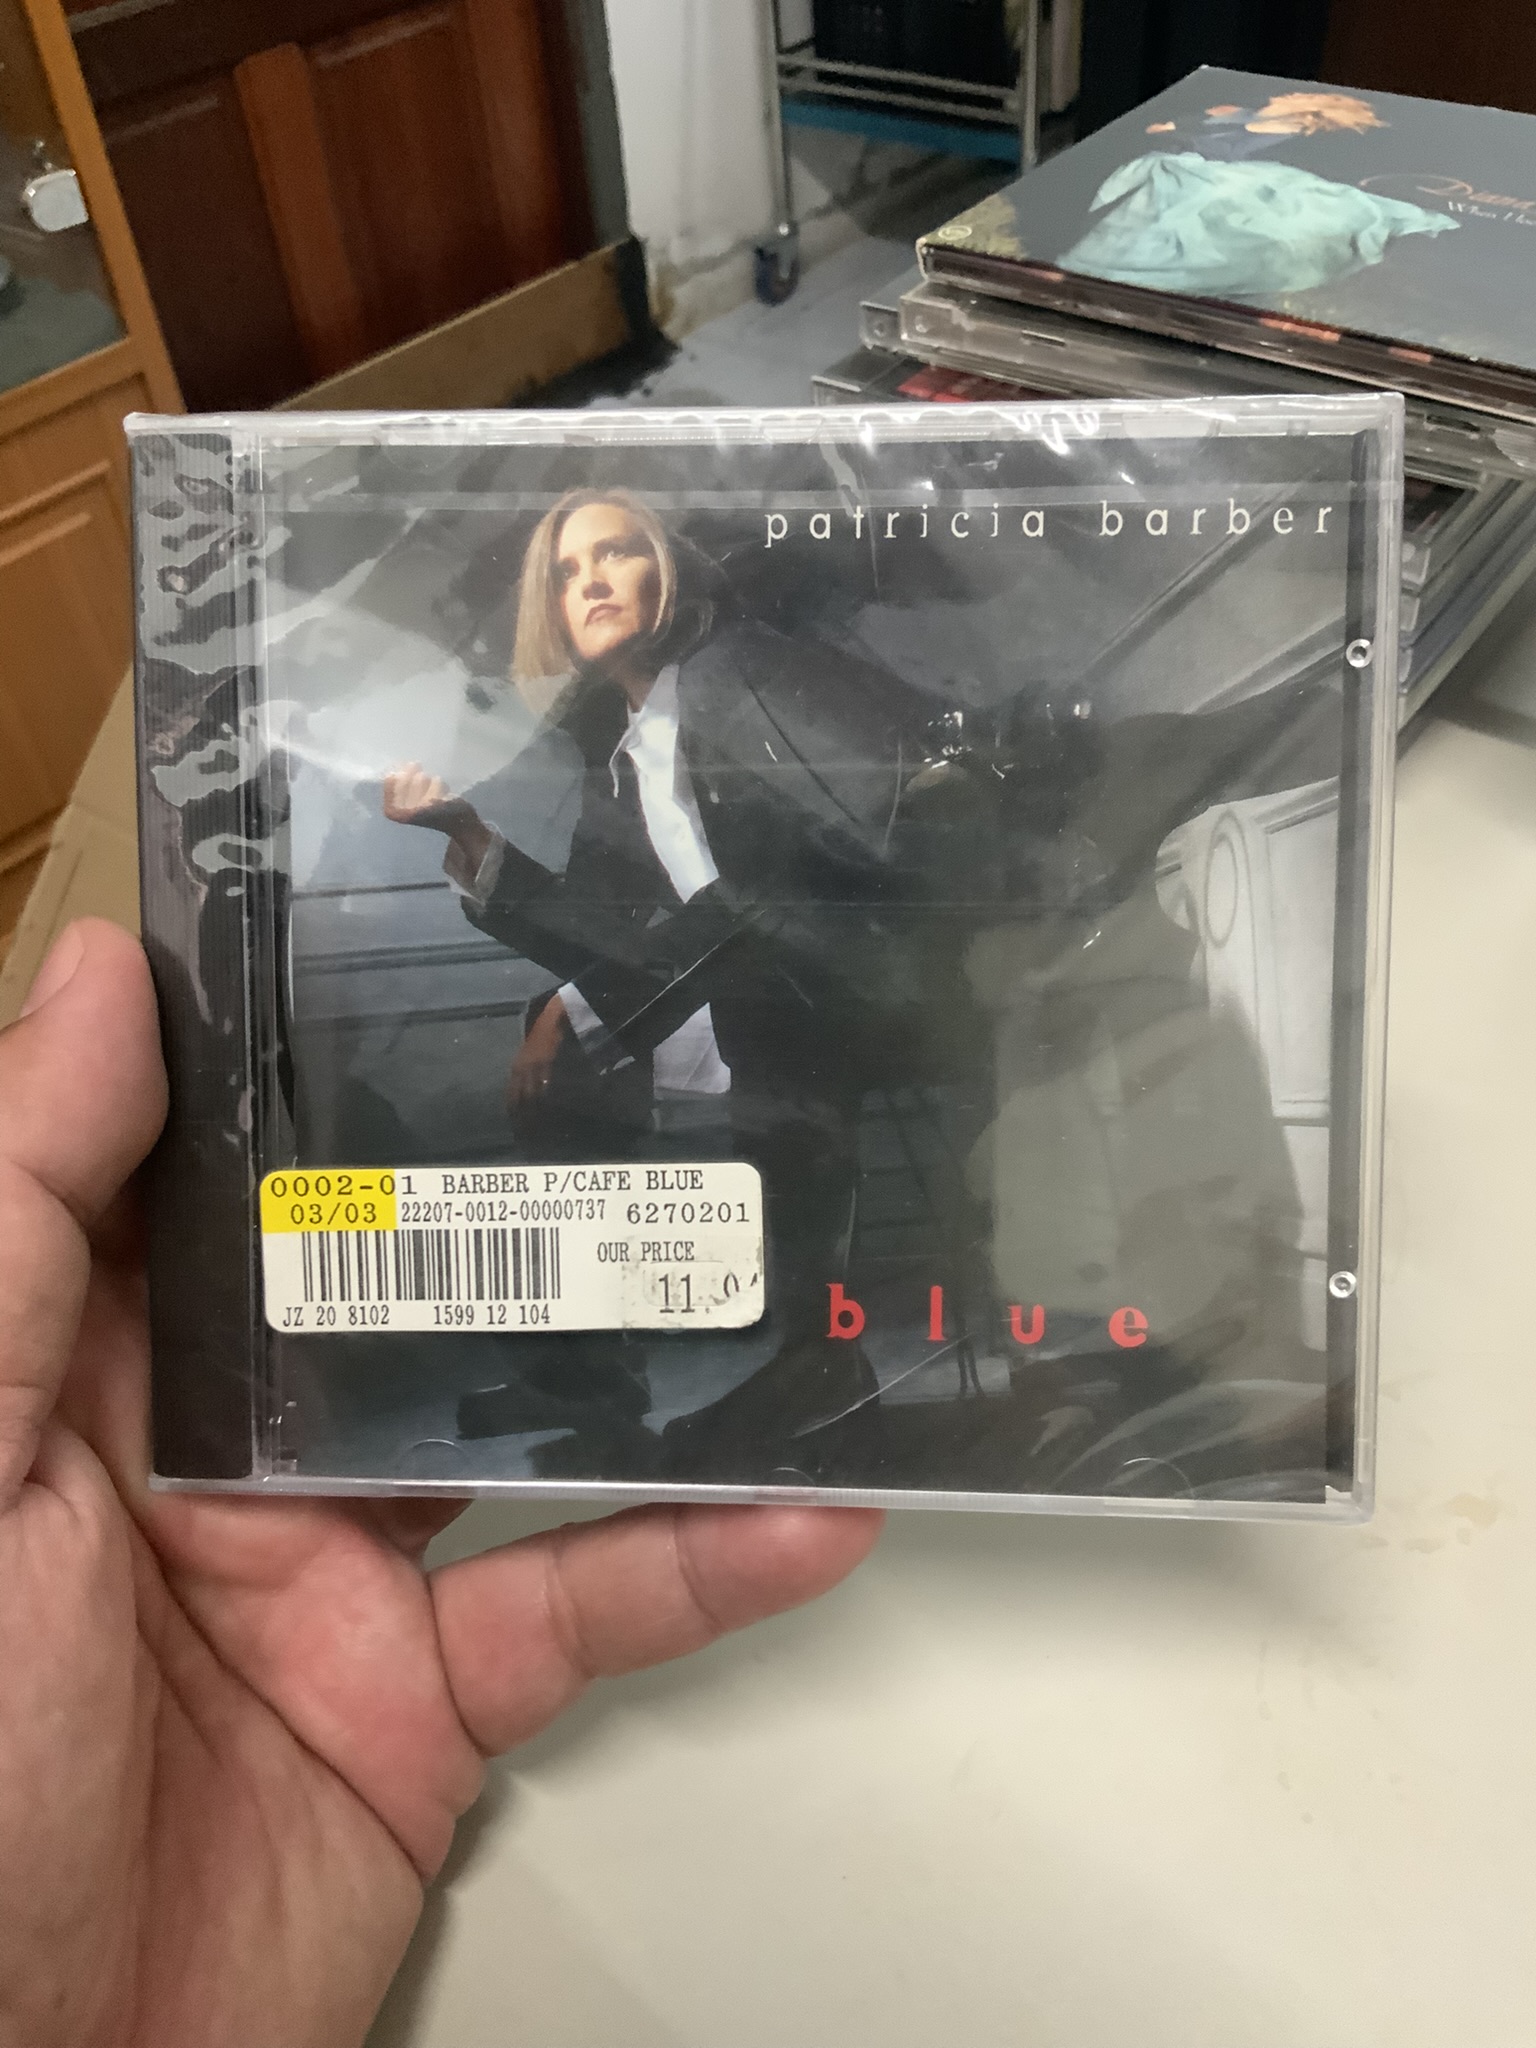 patricia barber
0002-01 BARBER P/CAFE BLUE
03/03 22207-0012-00000737 6270201
OUR PRICE
JZ 20 8102 1599 12 104
blue